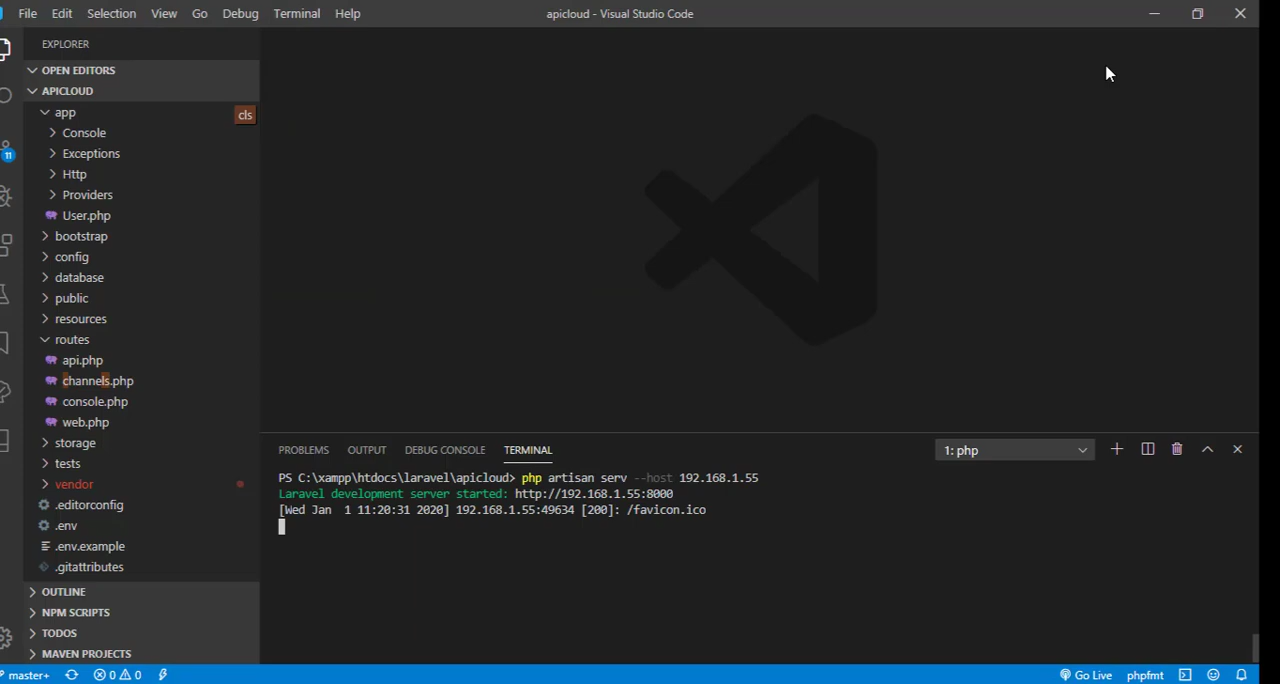 File Edit Selection View Go Debug Terminal Help
apicloud - Visual Studio Code
EXPLORER
OPEN EDITORS
APICLOUD
app
cls
Console
Exceptions
Http
Providers
User.php
bootstrap
config
database
public
resources
routes
api.php
channels.php
console.php
web.php
storage
tests
vendor
.editorconfig
.env
.env.example
.gitattributes
OUTLINE
NPM SCRIPTS
TODOS
MAVEN PROJECTS
11
PROBLEMS OUTPUT DEBUG CONSOLE TERMINAL
1: php
PS C:\xampp\htdocs\laravel\apicloud> php artisan serv --host 192.168.1.55
Laravel development server started: http://192.168.1.55:8000
[Wed Jan  1 11:20:31 2020] 192.168.1.55:49634 [200]: /favicon.ico
master+ 0 0 Go Live phpfmt